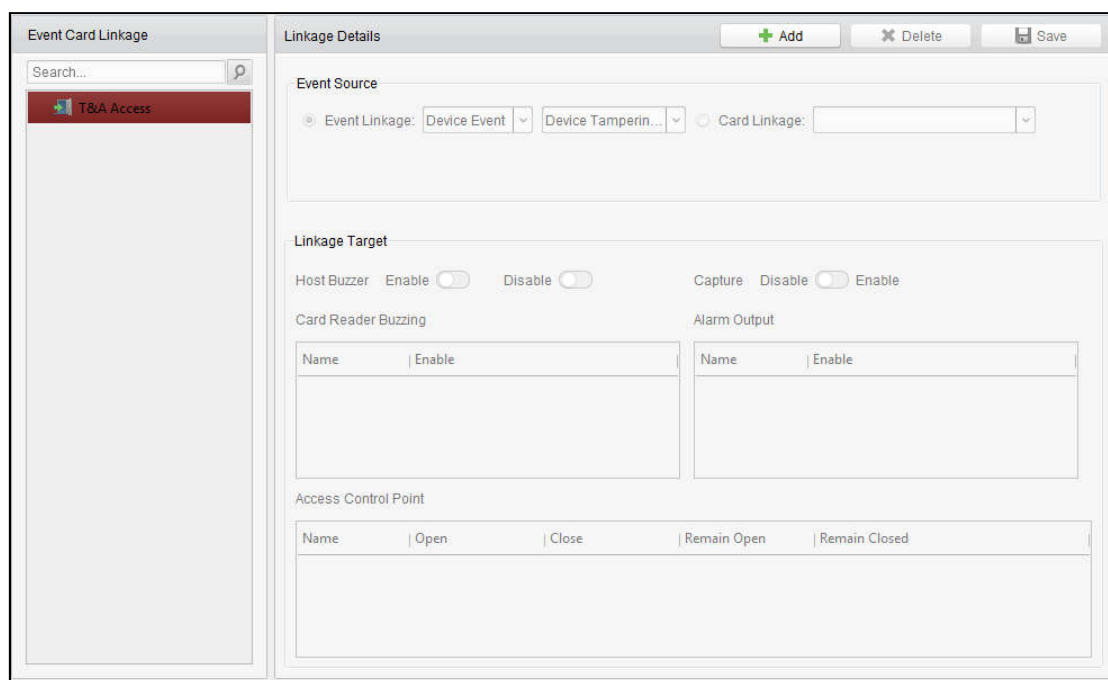 Event Card Linkage
Search...
T&A Access
Linkage Details
Add
Delete
Save
Event Source
Event Linkage: Device Event Device Tamperin... Card Linkage:
Linkage Target
Host Buzzer Enable Disable Capture Disable Enable
Card Reader Buzzing Alarm Output
Name Enable Name Enable
Access Control Point
Name Open Close Remain Open Remain Closed